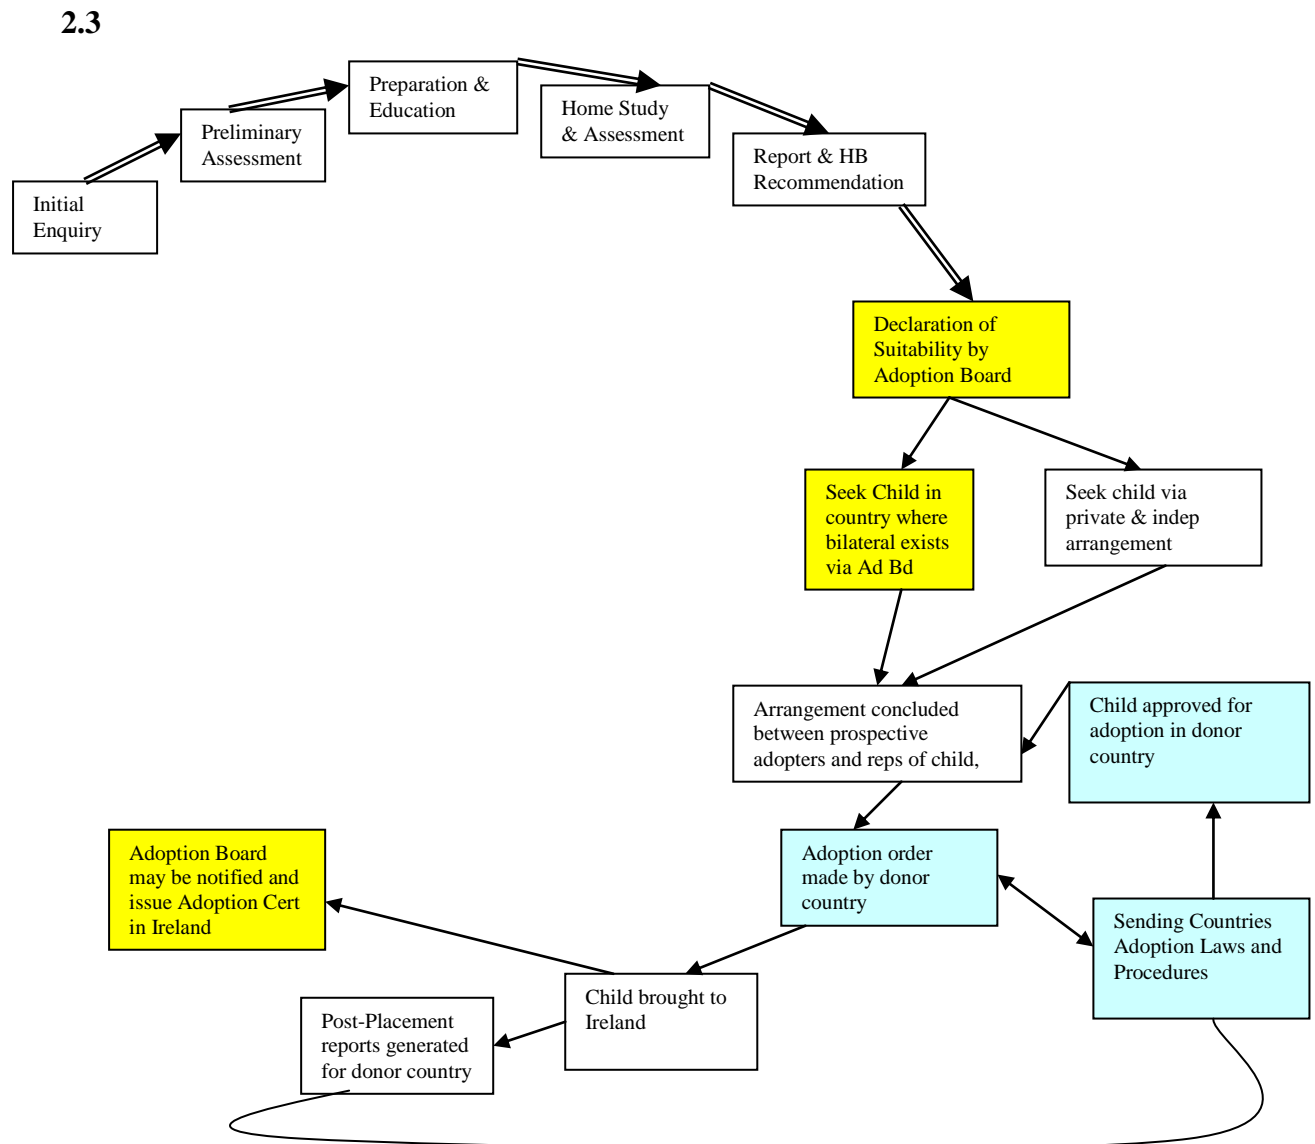 2.3
Initial
Enquiry
Preliminary
Assessment
Preparation &
Education
Home Study
& Assessment
Report & HB
Recommendation
Declaration of
Suitability by
Adoption Board
Seek Child in
country where
bilateral exists
via Ad Bd
Seek child via
private & indep
arrangement
Arrangement concluded
between prospective
adopters and reps of child,
Child approved for
adoption in donor
country
Adoption order
made by donor
country
Sending Countries
Adoption Laws and
Procedures
Adoption Board
may be notified and
issue Adoption Cert
in Ireland
Child brought to
Ireland
Post-Placement
reports generated
for donor country